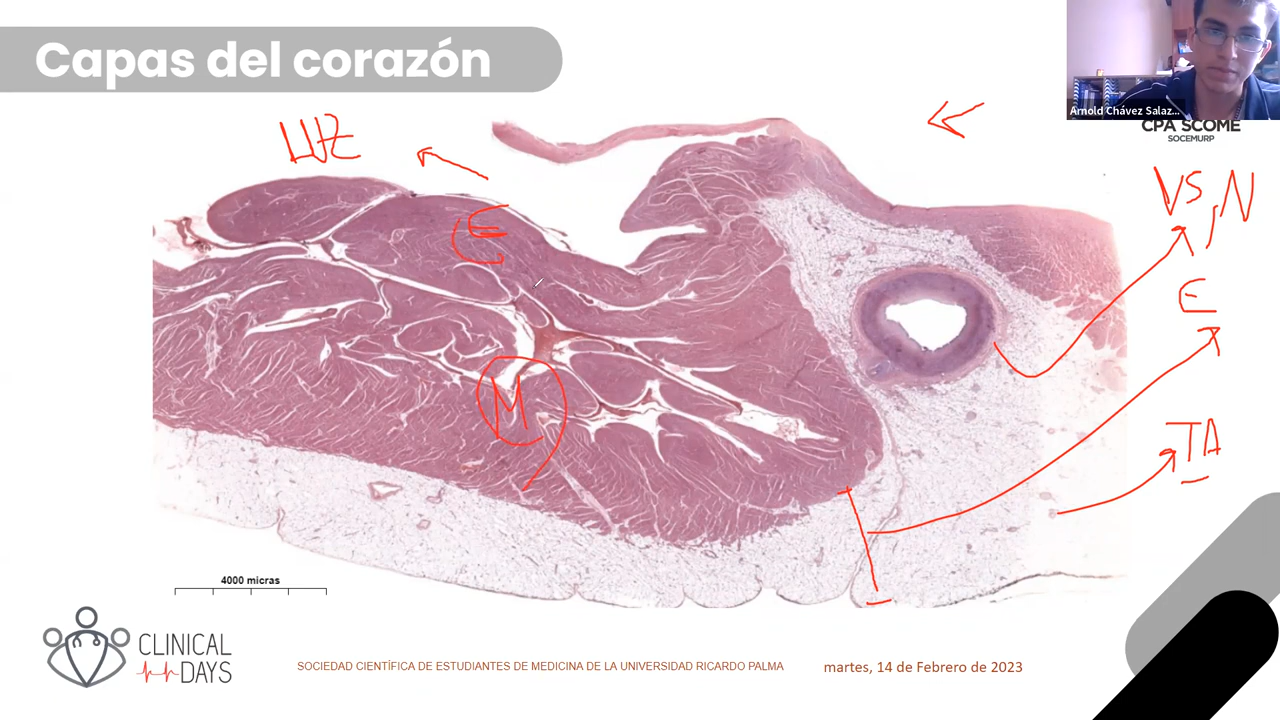 Capas del corazón
Arnold Chávez Salaz...
CPA SCOME
SOCEMURP
LUZ
E
M
VS, N
E
TA
4000 micras
CLINICAL
DAYS
SOCIEDAD CIENTÍFICA DE ESTUDIANTES DE MEDICINA DE LA UNIVERSIDAD RICARDO PALMA
martes, 14 de Febrero de 2023